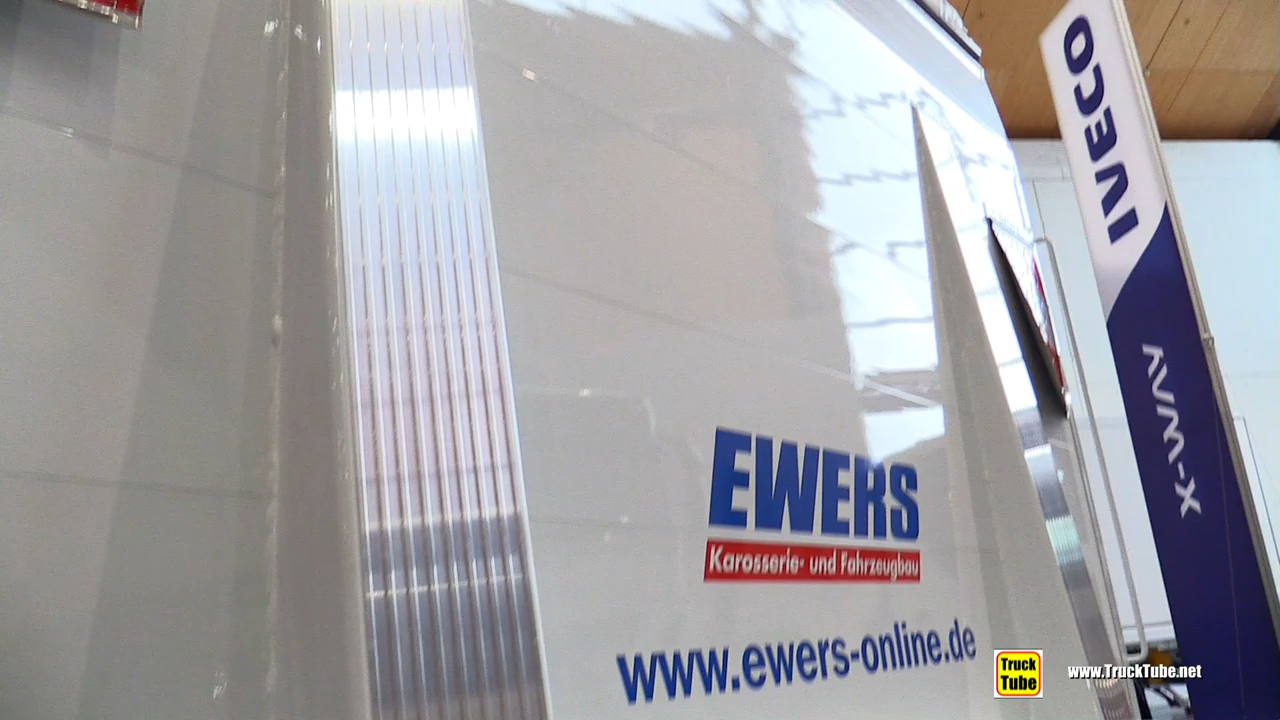 IVECO
X-WAY
EWERS
Karosserie- und Fahrzeugbau
www.ewers-online.de
Truck
Tube
www.TruckTube.net